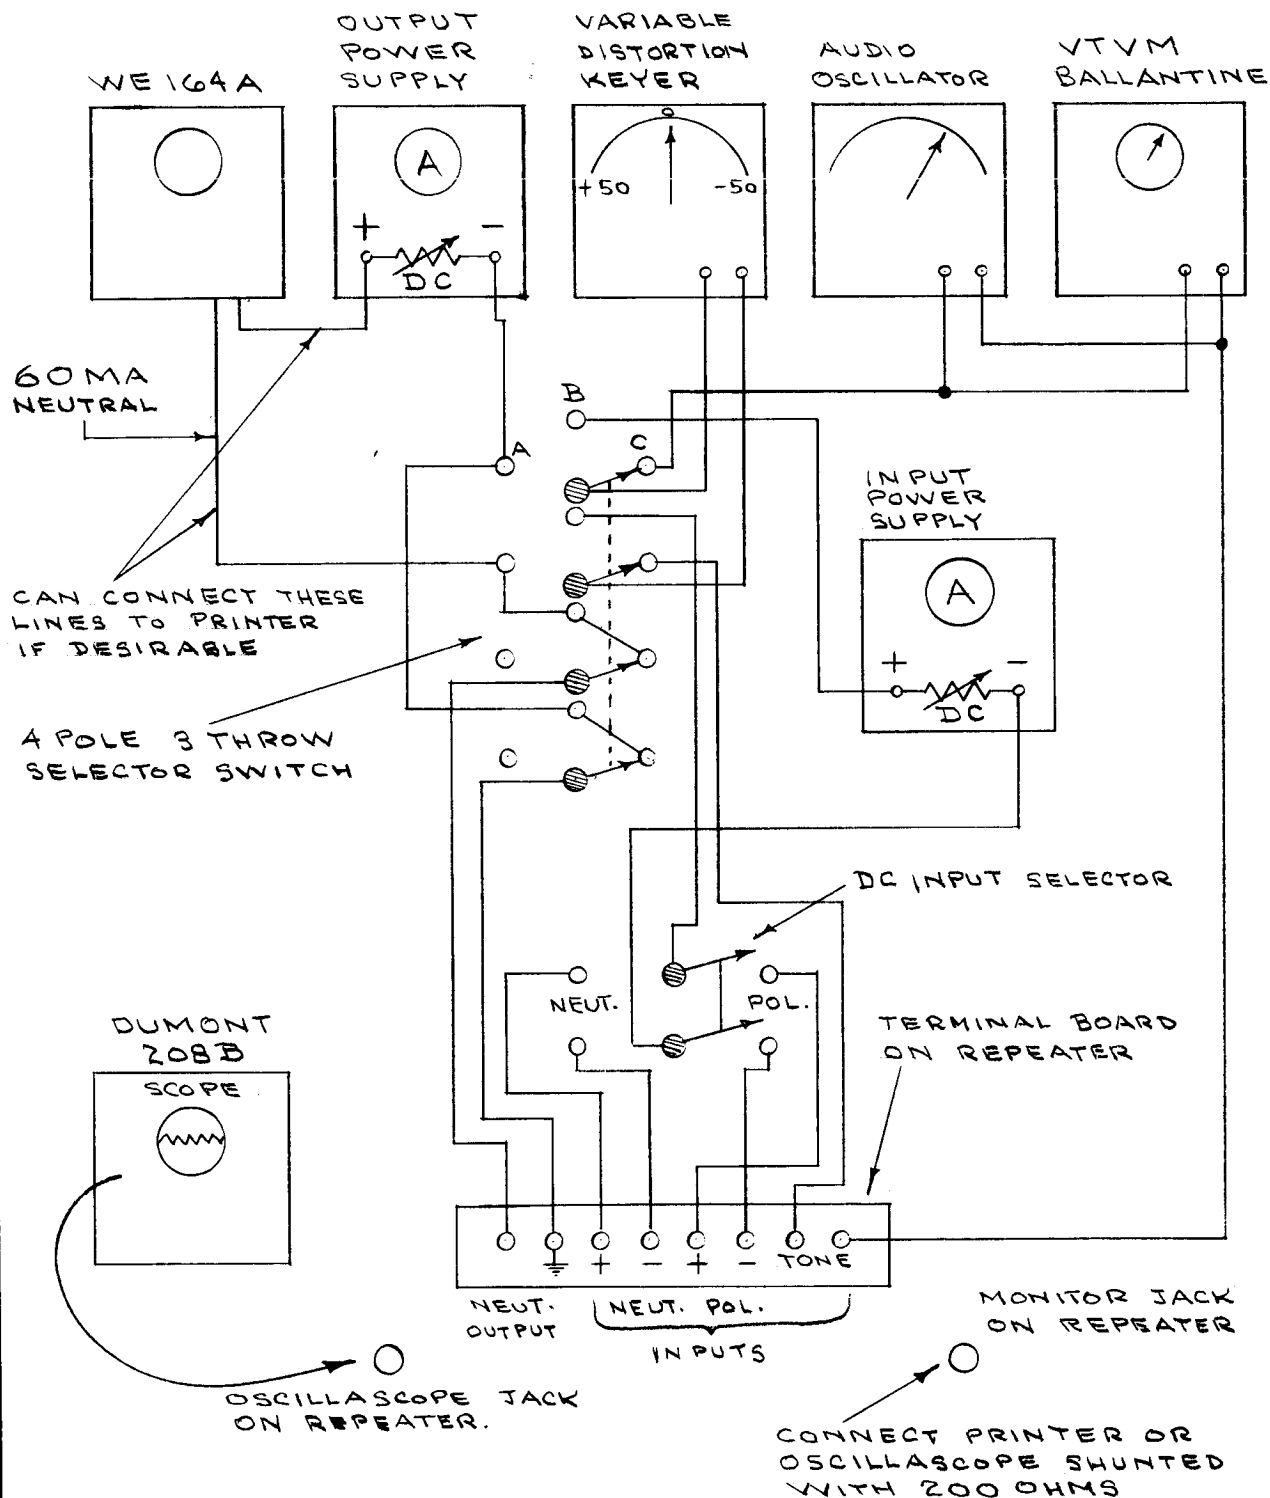 WE 164A
OUTPUT
POWER
SUPPLY
VARIABLE
DISTORTION
KEYER
AUDIO
OSCILLATOR
VTVM
BALLANTINE
A
+ -
DC
0
+50 -50
60 MA
NEUTRAL
B
A
C
INPUT
POWER
SUPPLY
A
+ -
DC
CAN CONNECT THESE
LINES TO PRINTER
IF DESIRABLE
4 POLE 3 THROW
SELECTOR SWITCH
DC INPUT SELECTOR
NEUT.
POL.
TERMINAL BOARD
ON REPEATER
DUMONT
208B
SCOPE
+ - + - TONE
NEUT.
OUTPUT
NEUT. POL.
INPUTS
MONITOR JACK
ON REPEATER
OSCILLASCOPE JACK
ON REPEATER.
CONNECT PRINTER OR
OSCILLASCOPE SHUNTED
WITH 200 OHMS